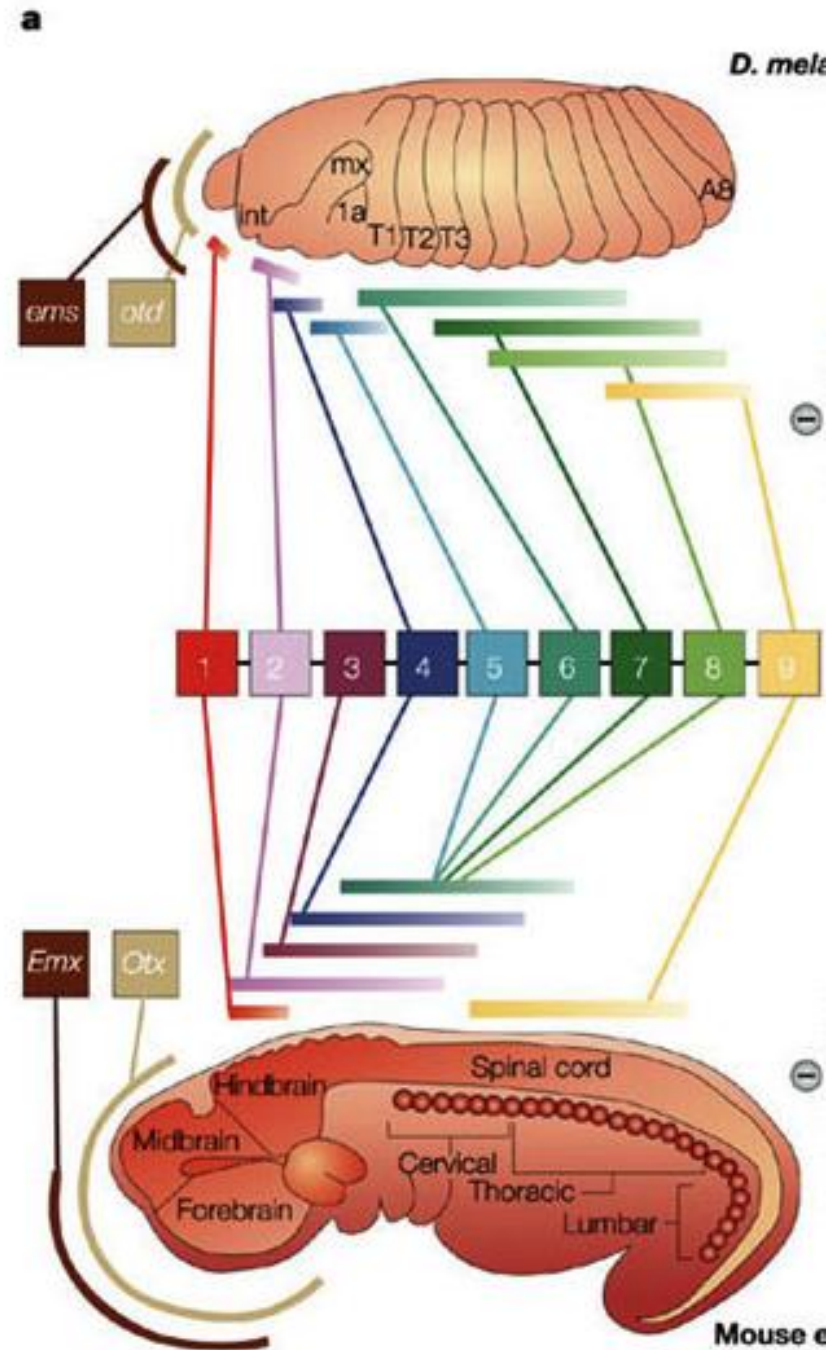 a
D. mela
mx
int
1a
A8
T1 T2 T3
ems
otd
1 2 3 4 5 6 7 8 9
Emx
Otx
Spinal cord
Hindbrain
Midbrain
Cervical
Thoracic
Forebrain
Lumbar
Mouse e